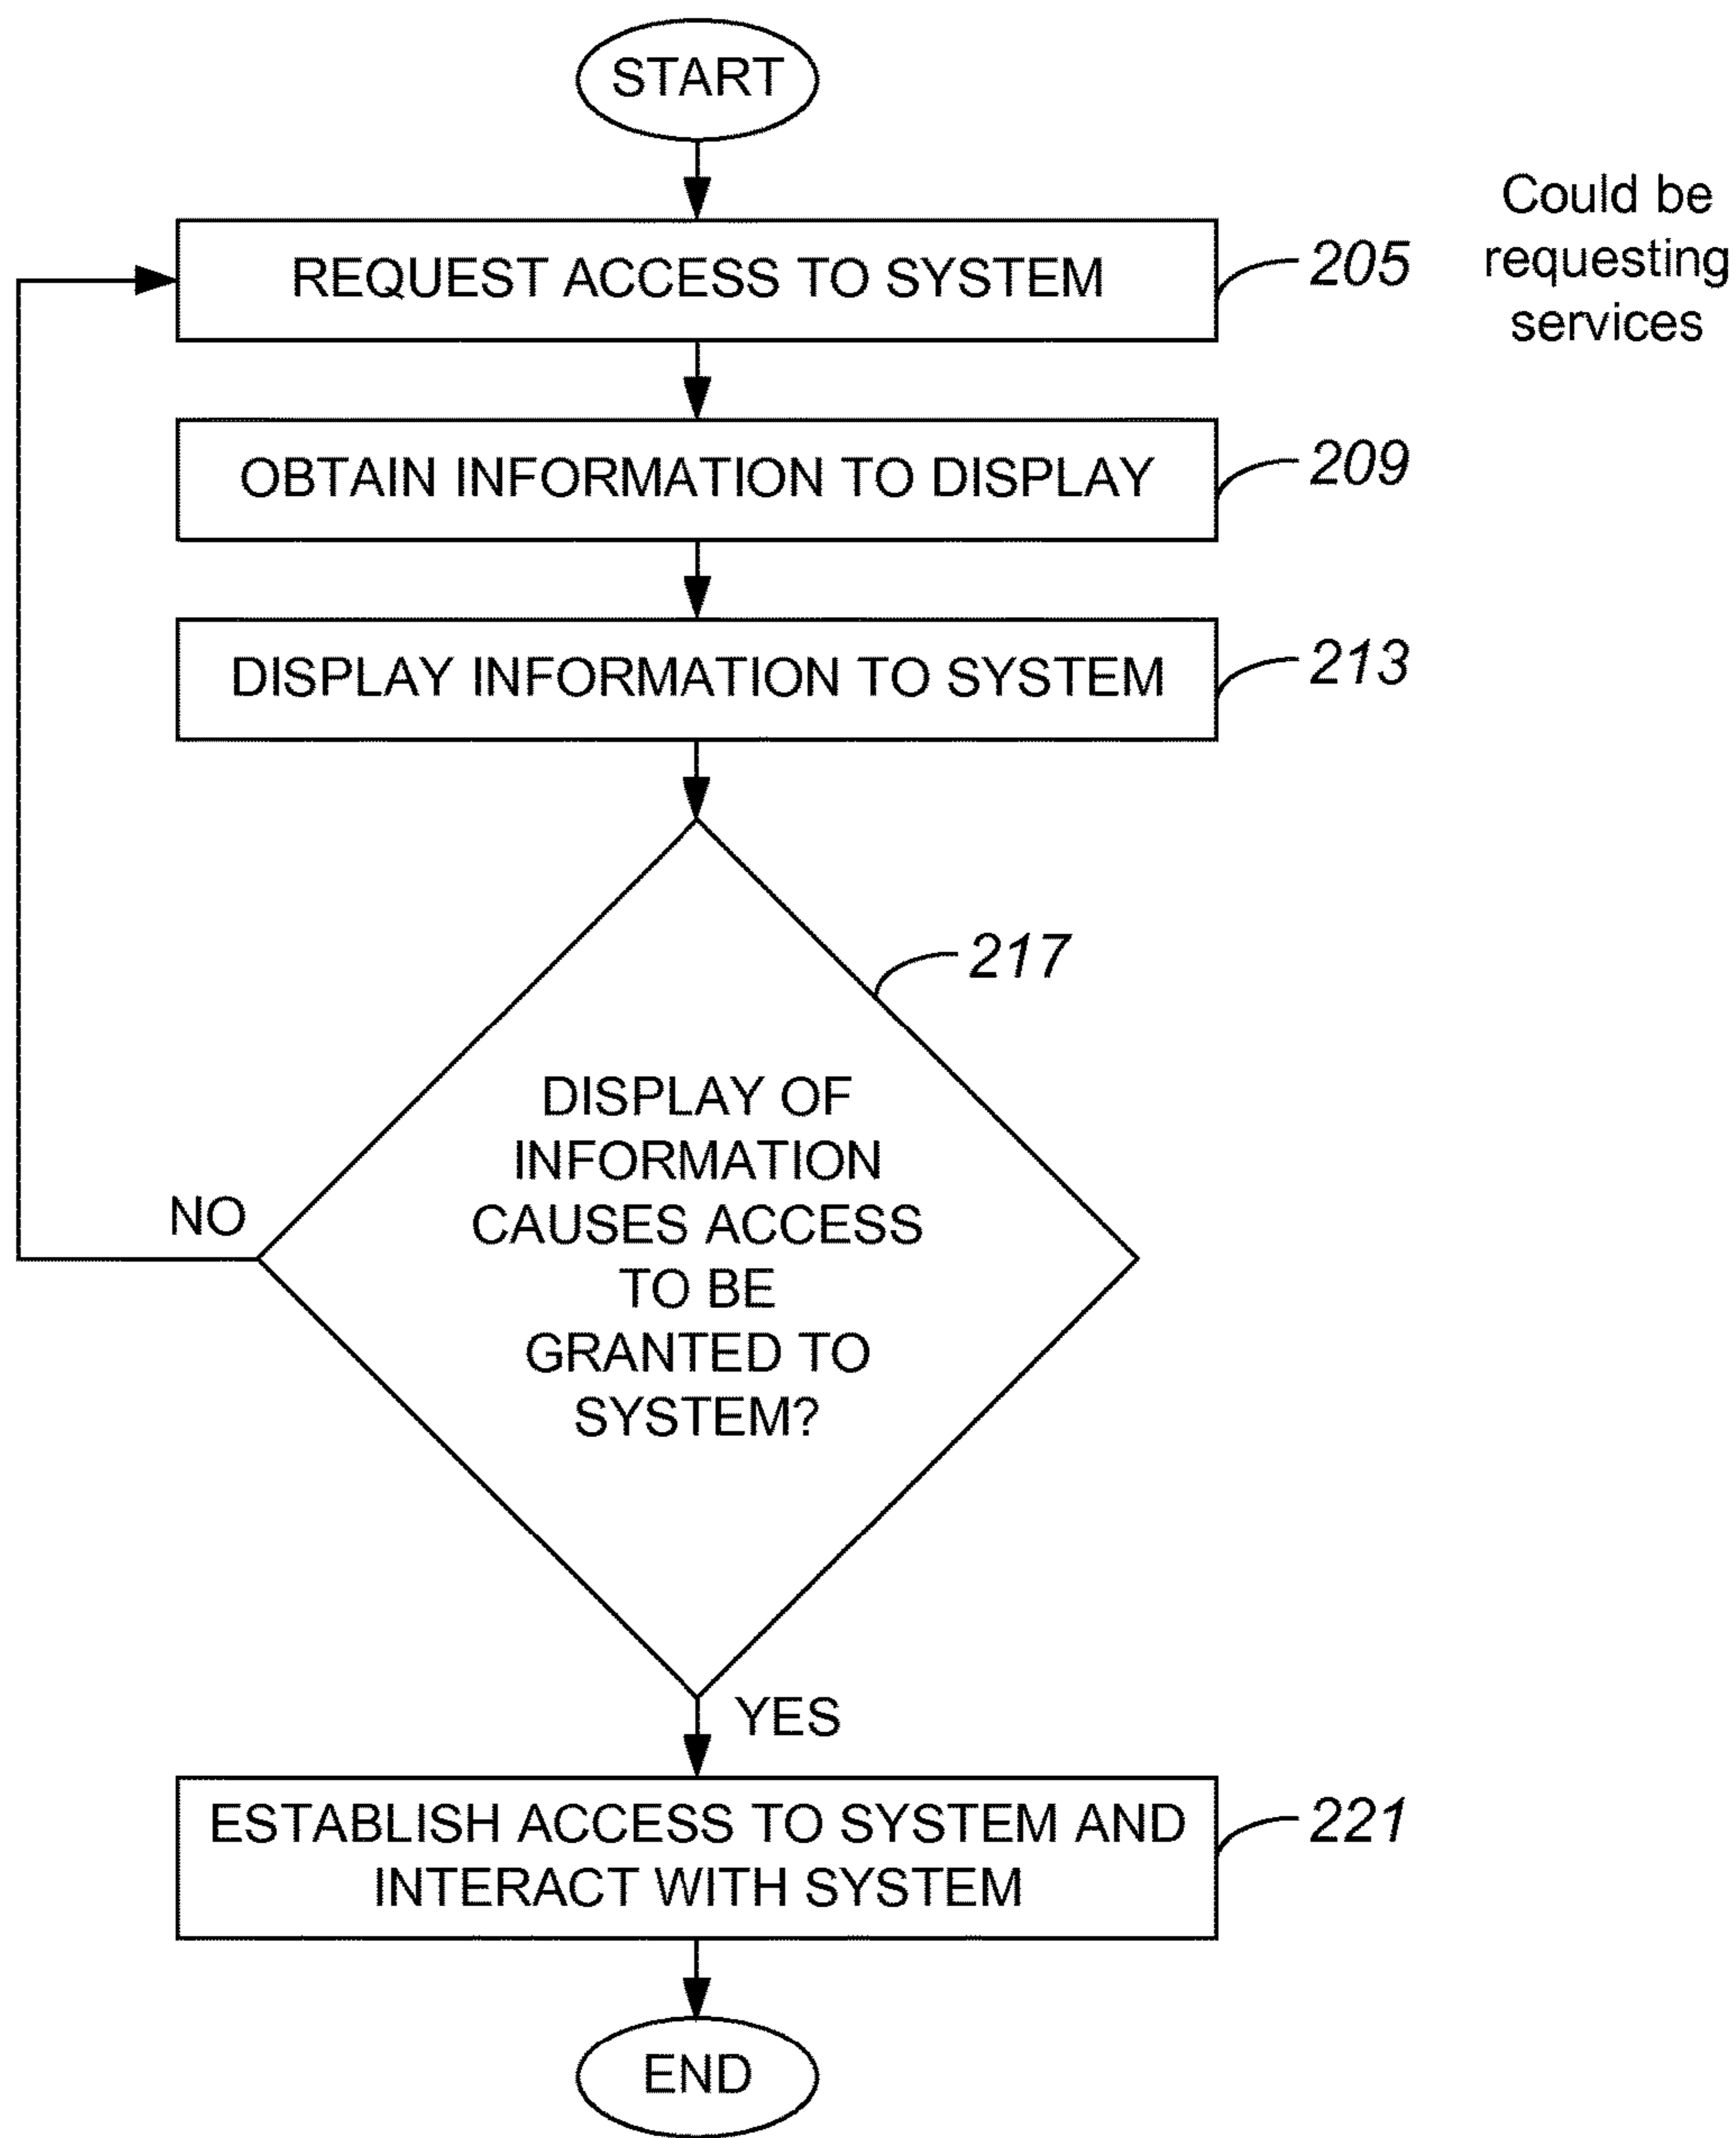 START
Could be
requesting
services
REQUEST ACCESS TO SYSTEM
205
OBTAIN INFORMATION TO DISPLAY
209
DISPLAY INFORMATION TO SYSTEM
213
217
DISPLAY OF
INFORMATION
CAUSES ACCESS
TO BE
GRANTED TO
SYSTEM?
NO
YES
ESTABLISH ACCESS TO SYSTEM AND
INTERACT WITH SYSTEM
221
END